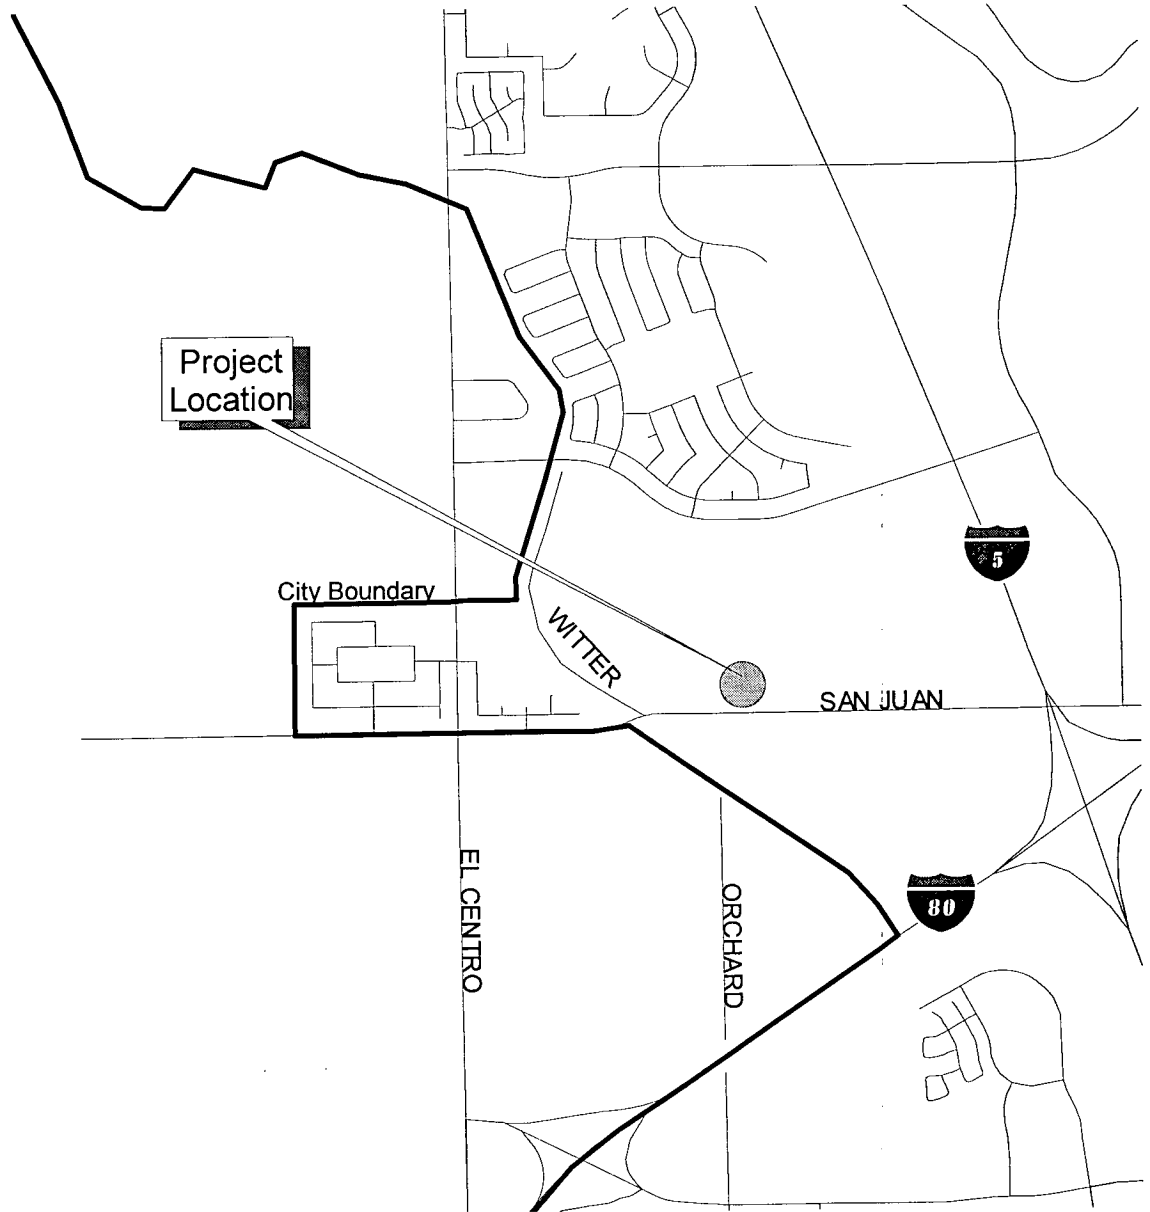 Project
Location
5
City Boundary
WITTER
SAN JUAN
EL CENTRO
ORCHARD
80